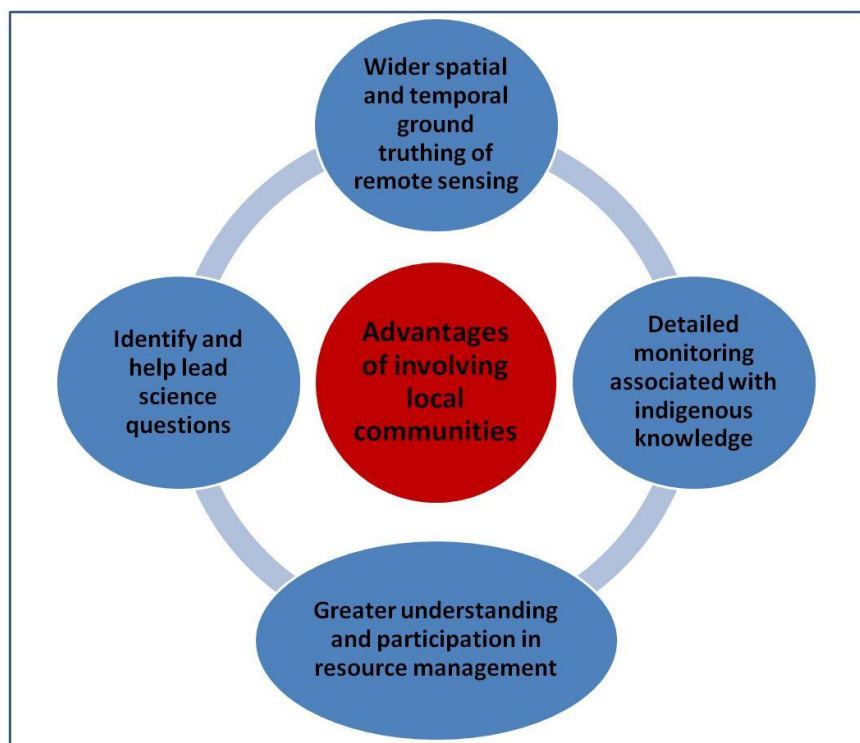 Wider spatial
and temporal
ground
truthing of
remote sensing
Identify and
help lead
science
questions
Advantages
of involving
local
communities
Detailed
monitoring
associated with
indigenous
knowledge
Greater understanding
and participation in
resource management